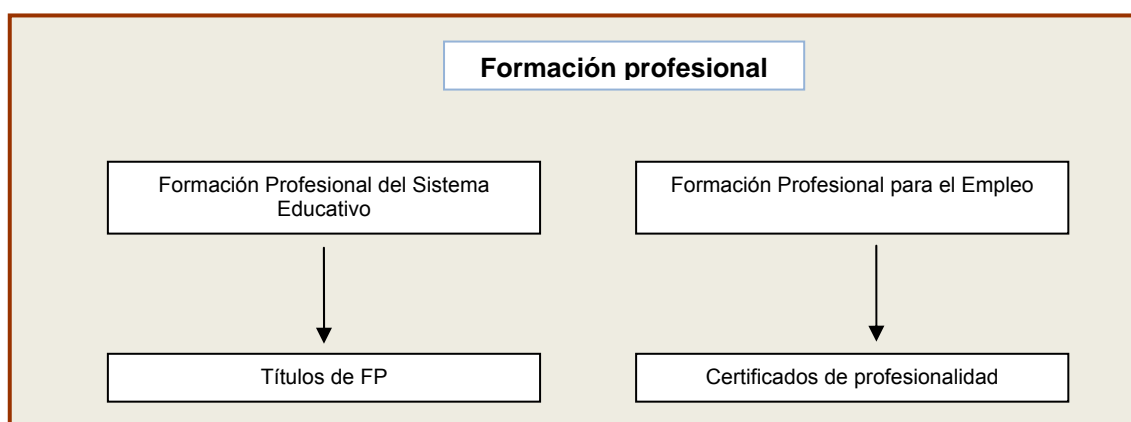 Formación profesional
Formación Profesional del Sistema
Educativo
Formación Profesional para el Empleo
Títulos de FP
Certificados de profesionalidad